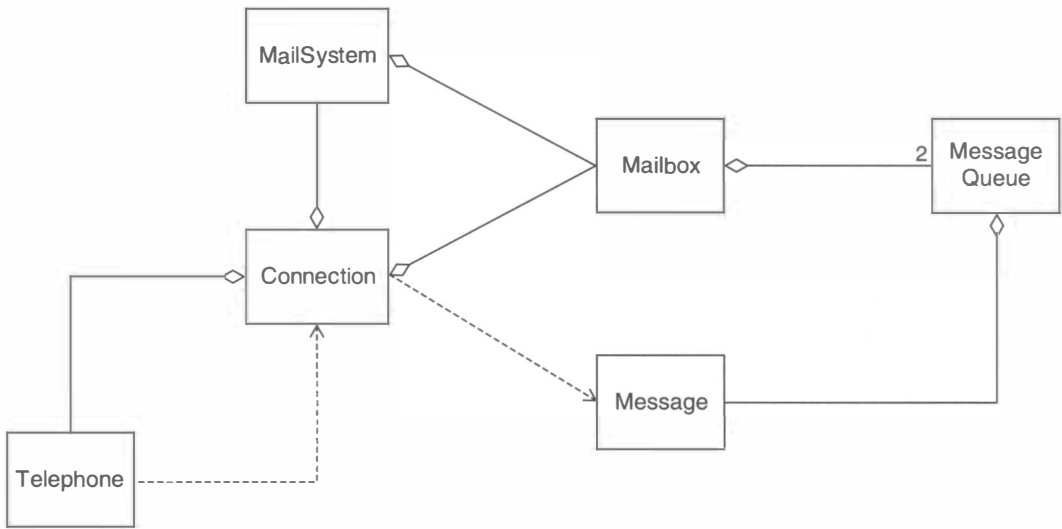 MailSystem
Mailbox
2
Message
Queue
Connection
Message
Telephone